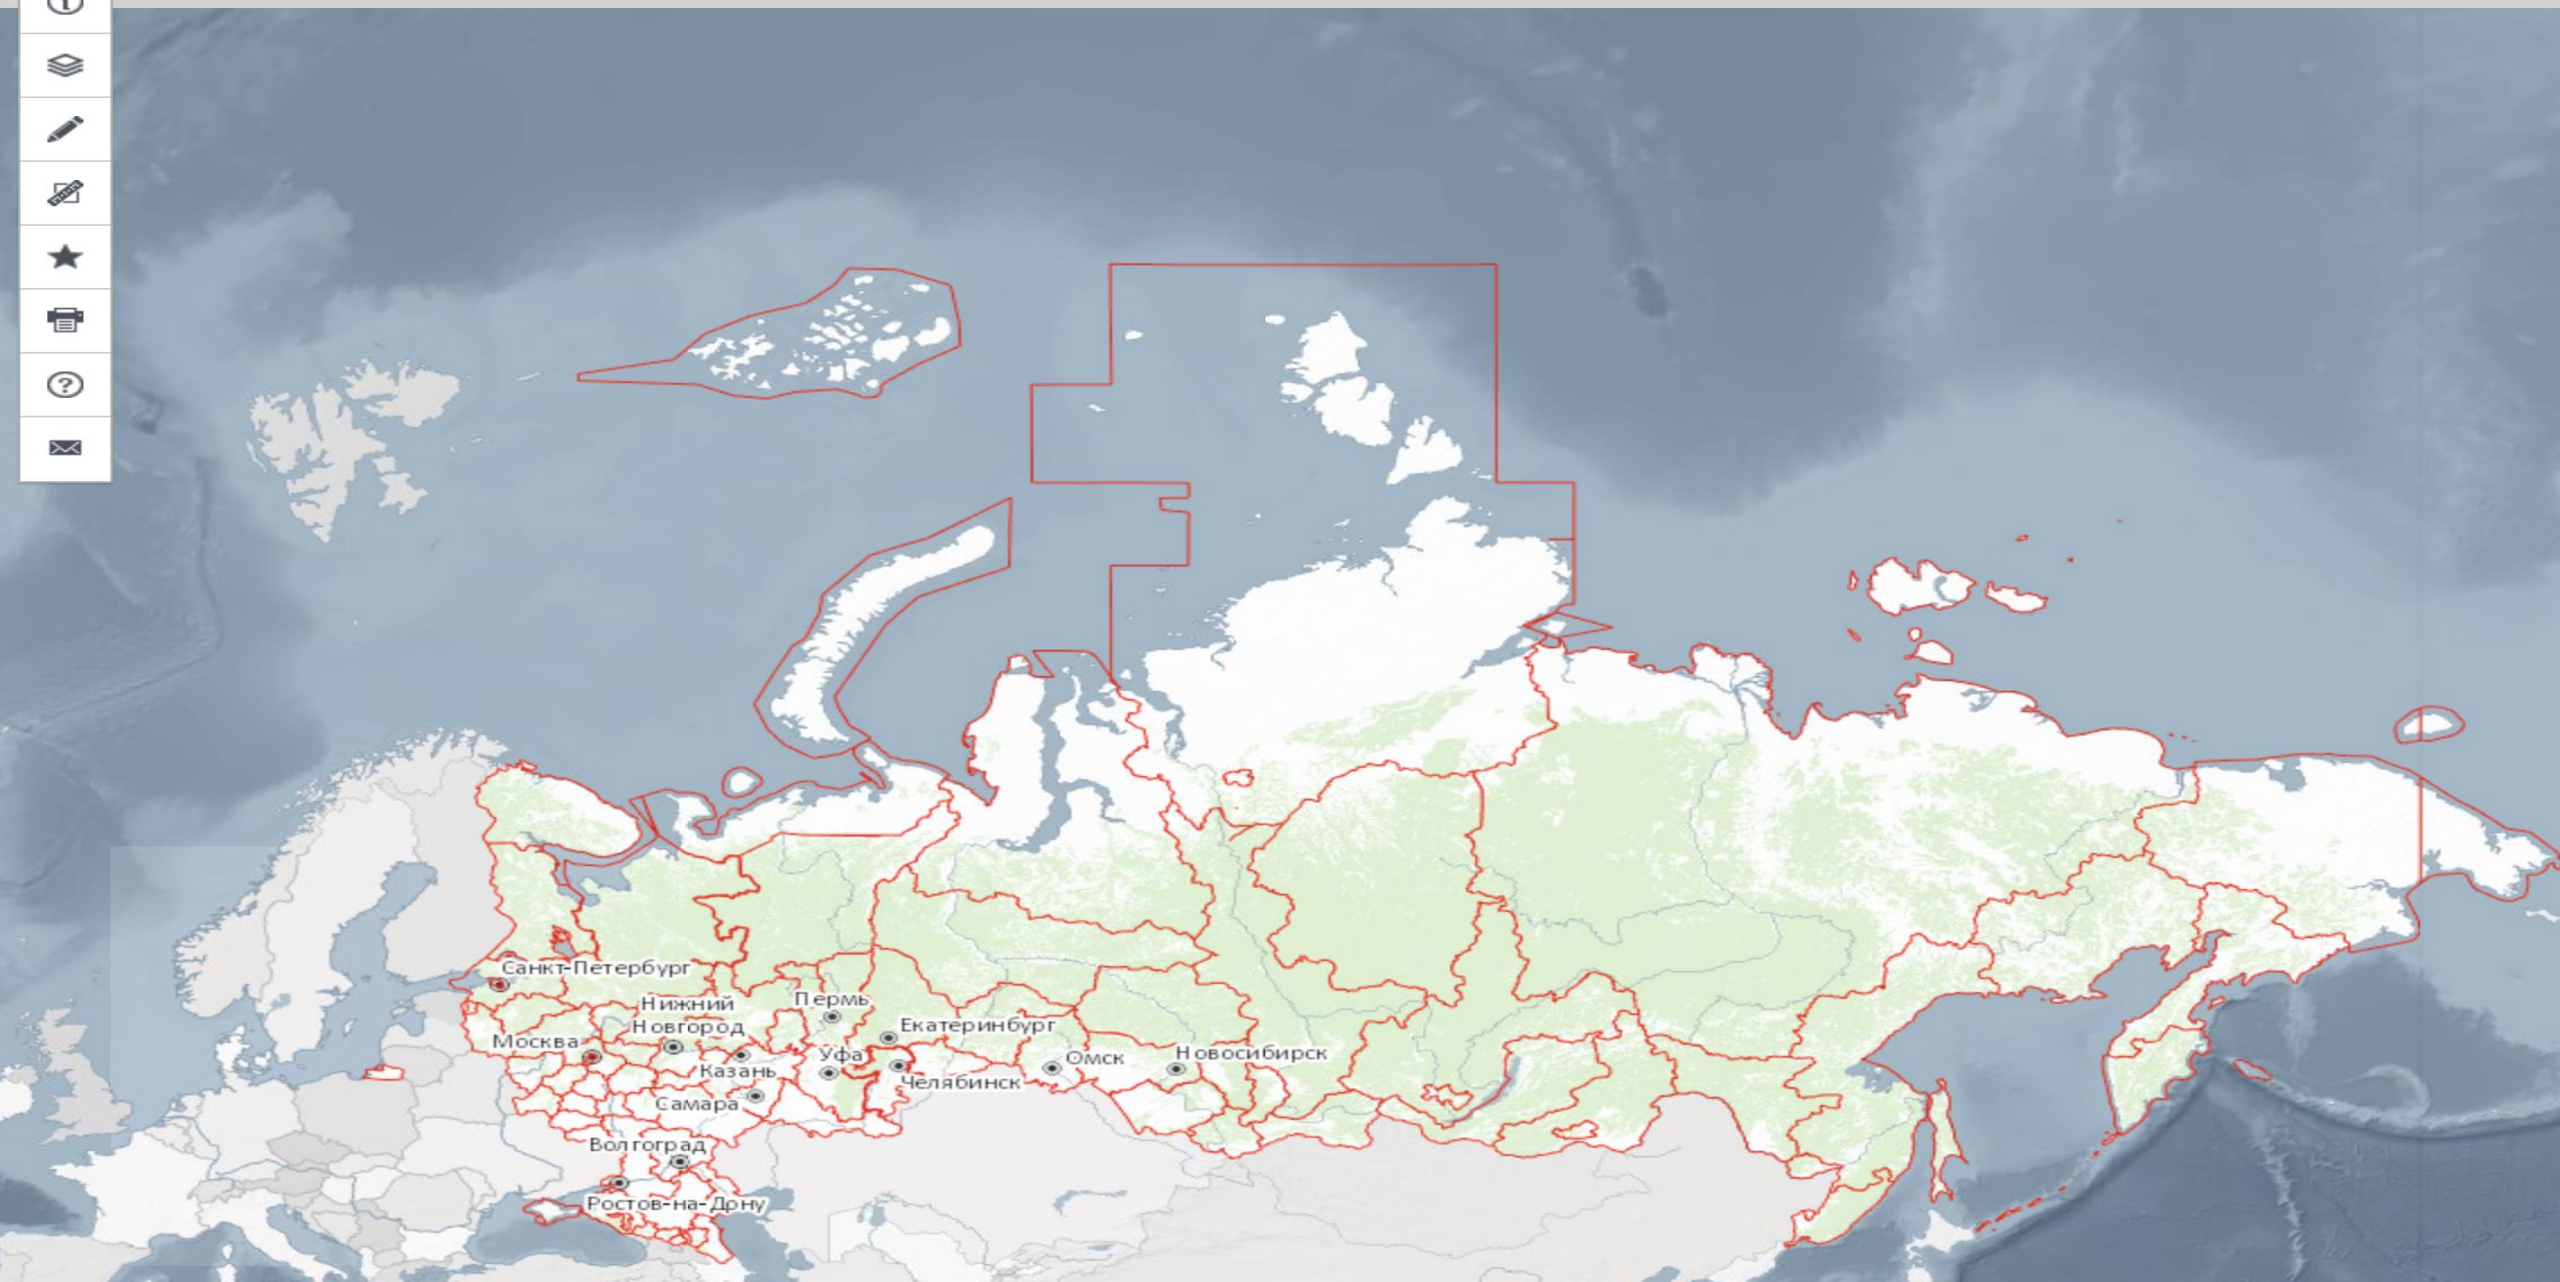 Санкт-Петербург
Нижний
Новгород
Пермь
Екатеринбург
Москва
Уфа
Омск
Новосибирск
Казань
Челябинск
Самара
Волгоград
Ростов-на-Дону